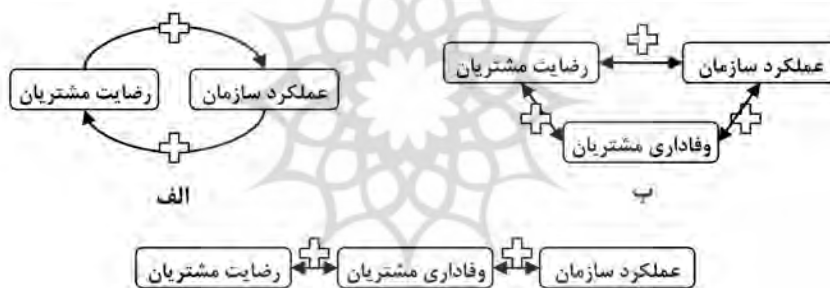 رضایت مشتریان
عملکرد سازمان
الف
رضایت مشتریان
عملکرد سازمان
وفاداری مشتریان
ب
رضایت مشتریان
وفاداری مشتریان
عملکرد سازمان